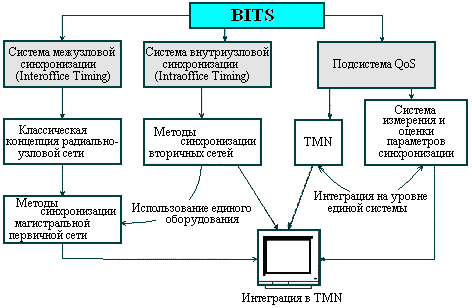 BITS
Система межузловой
синхронизации
(Interoffice Timing)
Система внутриузловой
синхронизации
(Intraoffice Timing)
Подсистема QoS
Классическая
концепция радиально-
узловой сети
Методы
синхронизации
вторичных сетей
TMN
Система
измерения и
оценки
параметров
синхронизации
Методы
синхронизации
магистральной
первичной сети
Использование единого
оборудования
Интеграция на уровне
единой системы
Интеграция в TMN